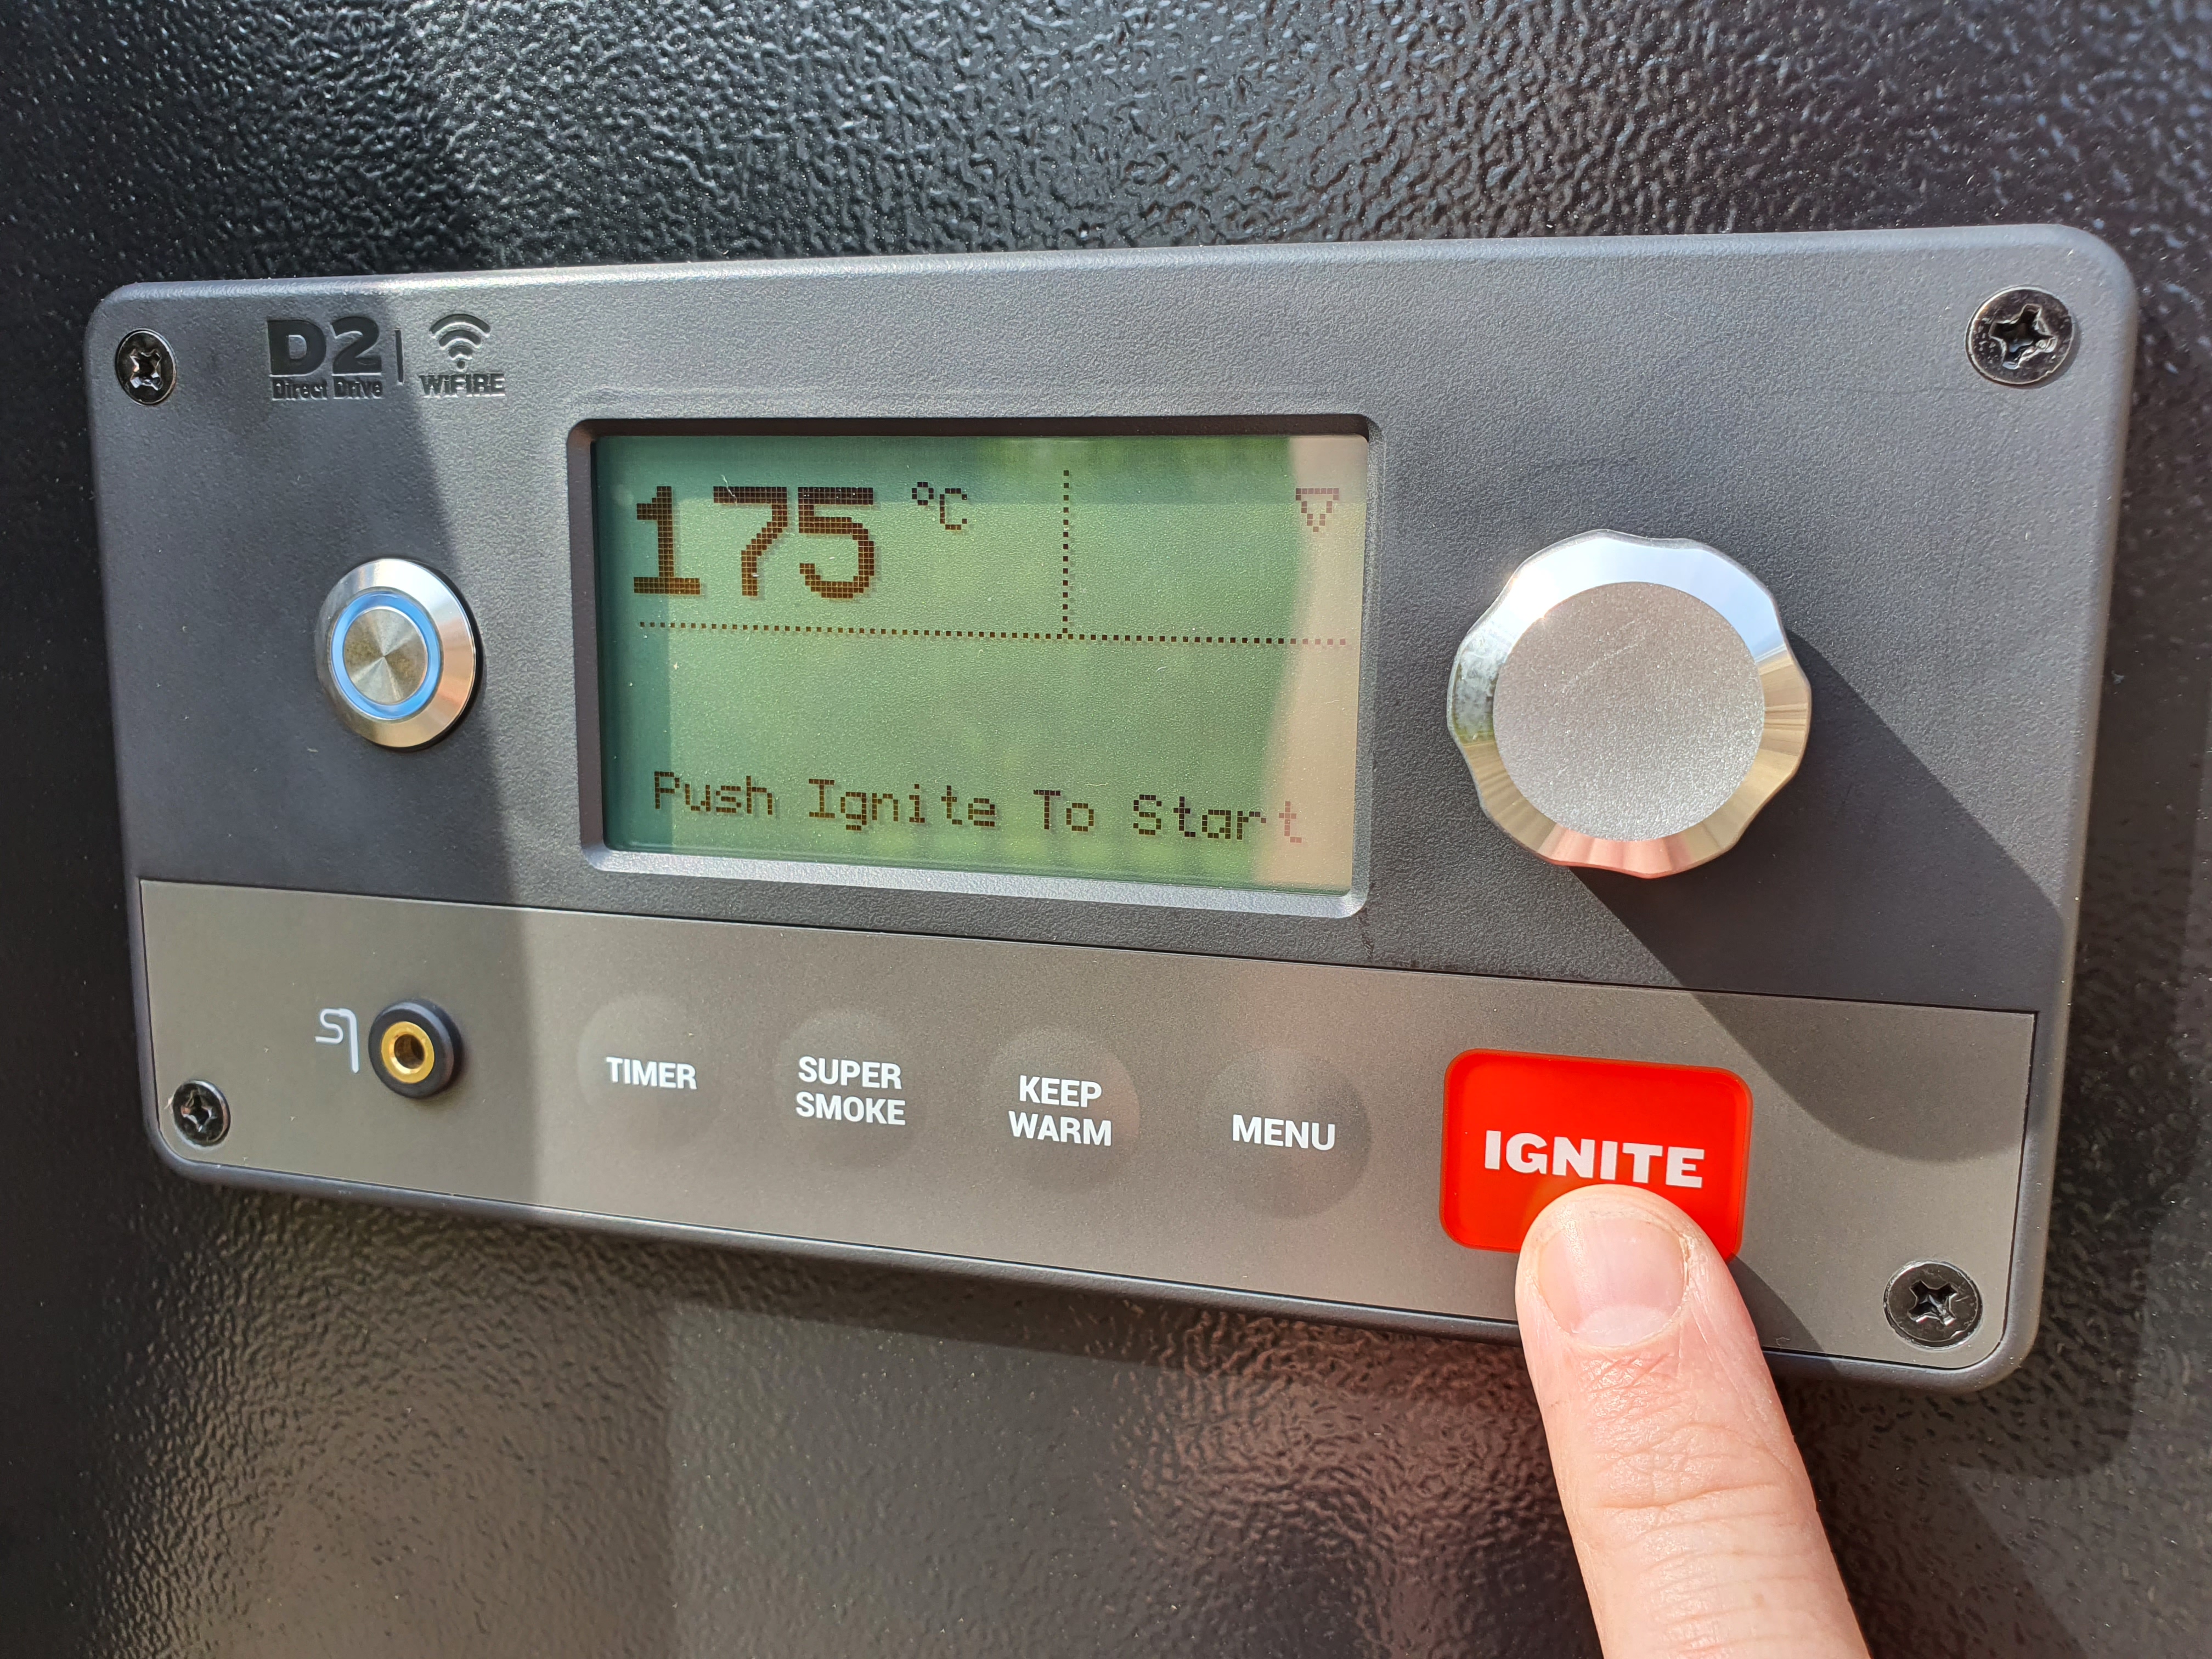 D2
Direct Drive
WiFIRE
175 °C
Push Ignite To Start
TIMER
SUPER
SMOKE
KEEP
WARM
MENU
IGNITE